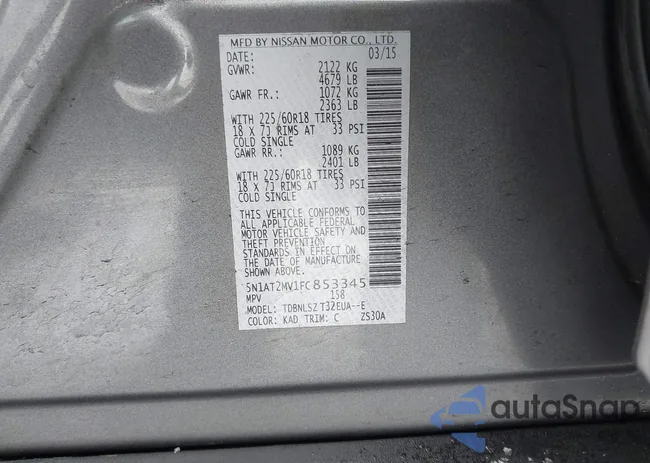 MFD BY NISSAN MOTOR CO., LTD.
DATE: 03/15
GVWR: 2122 KG
4679 LB
GAWR FR.: 1072 KG
2363 LB
WITH 225/60R18 TIRES
18 X 7J RIMS AT 33 PSI
COLD SINGLE
GAWR RR.: 1089 KG
2401 LB
WITH 225/60R18 TIRES
18 X 7J RIMS AT 33 PSI
COLD SINGLE
THIS VEHICLE CONFORMS TO
ALL APPLICABLE FEDERAL
MOTOR VEHICLE SAFETY AND
THEFT PREVENTION
STANDARDS IN EFFECT ON
THE DATE OF MANUFACTURE
SHOWN ABOVE.
5N1AT2MV1FC853345
MPV 158
MODEL: TDBNLSZ T32EUA--E
COLOR: KAD TRIM: C ZS30A
autoSnap